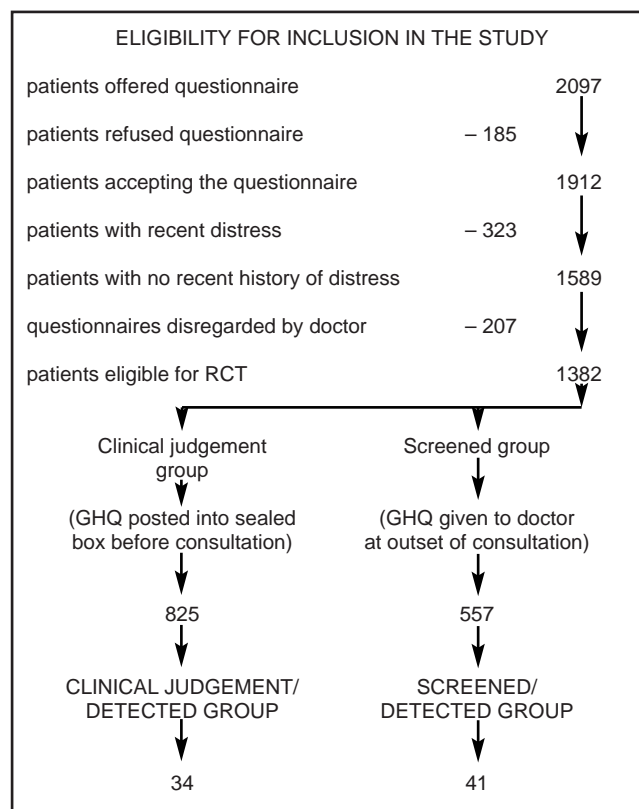 ELIGIBILITY FOR INCLUSION IN THE STUDY
patients offered questionnaire 2097
patients refused questionnaire – 185
patients accepting the questionnaire 1912
patients with recent distress – 323
patients with no recent history of distress 1589
questionnaires disregarded by doctor – 207
patients eligible for RCT 1382
Clinical judgement
group
(GHQ posted into sealed
box before consultation)
825
CLINICAL JUDGEMENT/
DETECTED GROUP
34
Screened group
(GHQ given to doctor
at outset of consultation)
557
SCREENED/
DETECTED GROUP
41